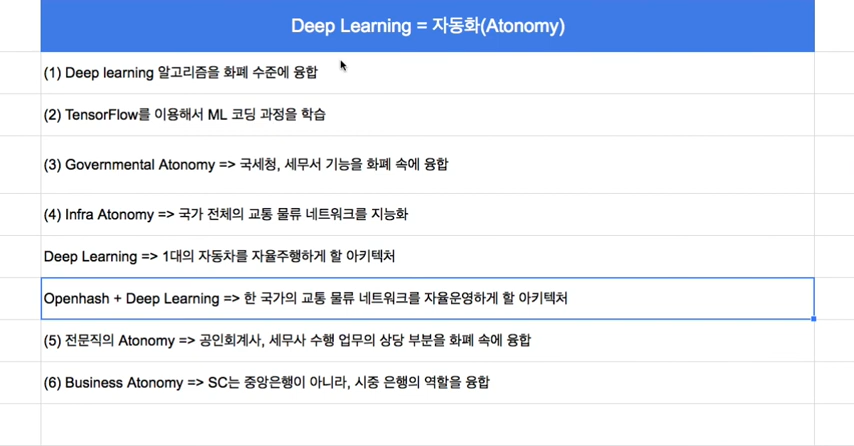 Deep Learning = 자동화(Atonomy)
(1) Deep learning 알고리즘을 화폐 수준에 융합
(2) TensorFlow를 이용해서 ML 코딩 과정을 학습
(3) Governmental Atonomy => 국세청, 세무서 기능을 화폐 속에 융합
(4) Infra Atonomy => 국가 전체의 교통 물류 네트워크를 지능화
Deep Learning => 1대의 자동차를 자율주행하게 할 아키텍처
Openhash + Deep Learning => 한 국가의 교통 물류 네트워크를 자율운영하게 할 아키텍처
(5) 전문직의 Atonomy => 공인회계사, 세무사 수행 업무의 상당 부분을 화폐 속에 융합
(6) Business Atonomy => SC는 중앙은행이 아니라, 시중 은행의 역할을 융합